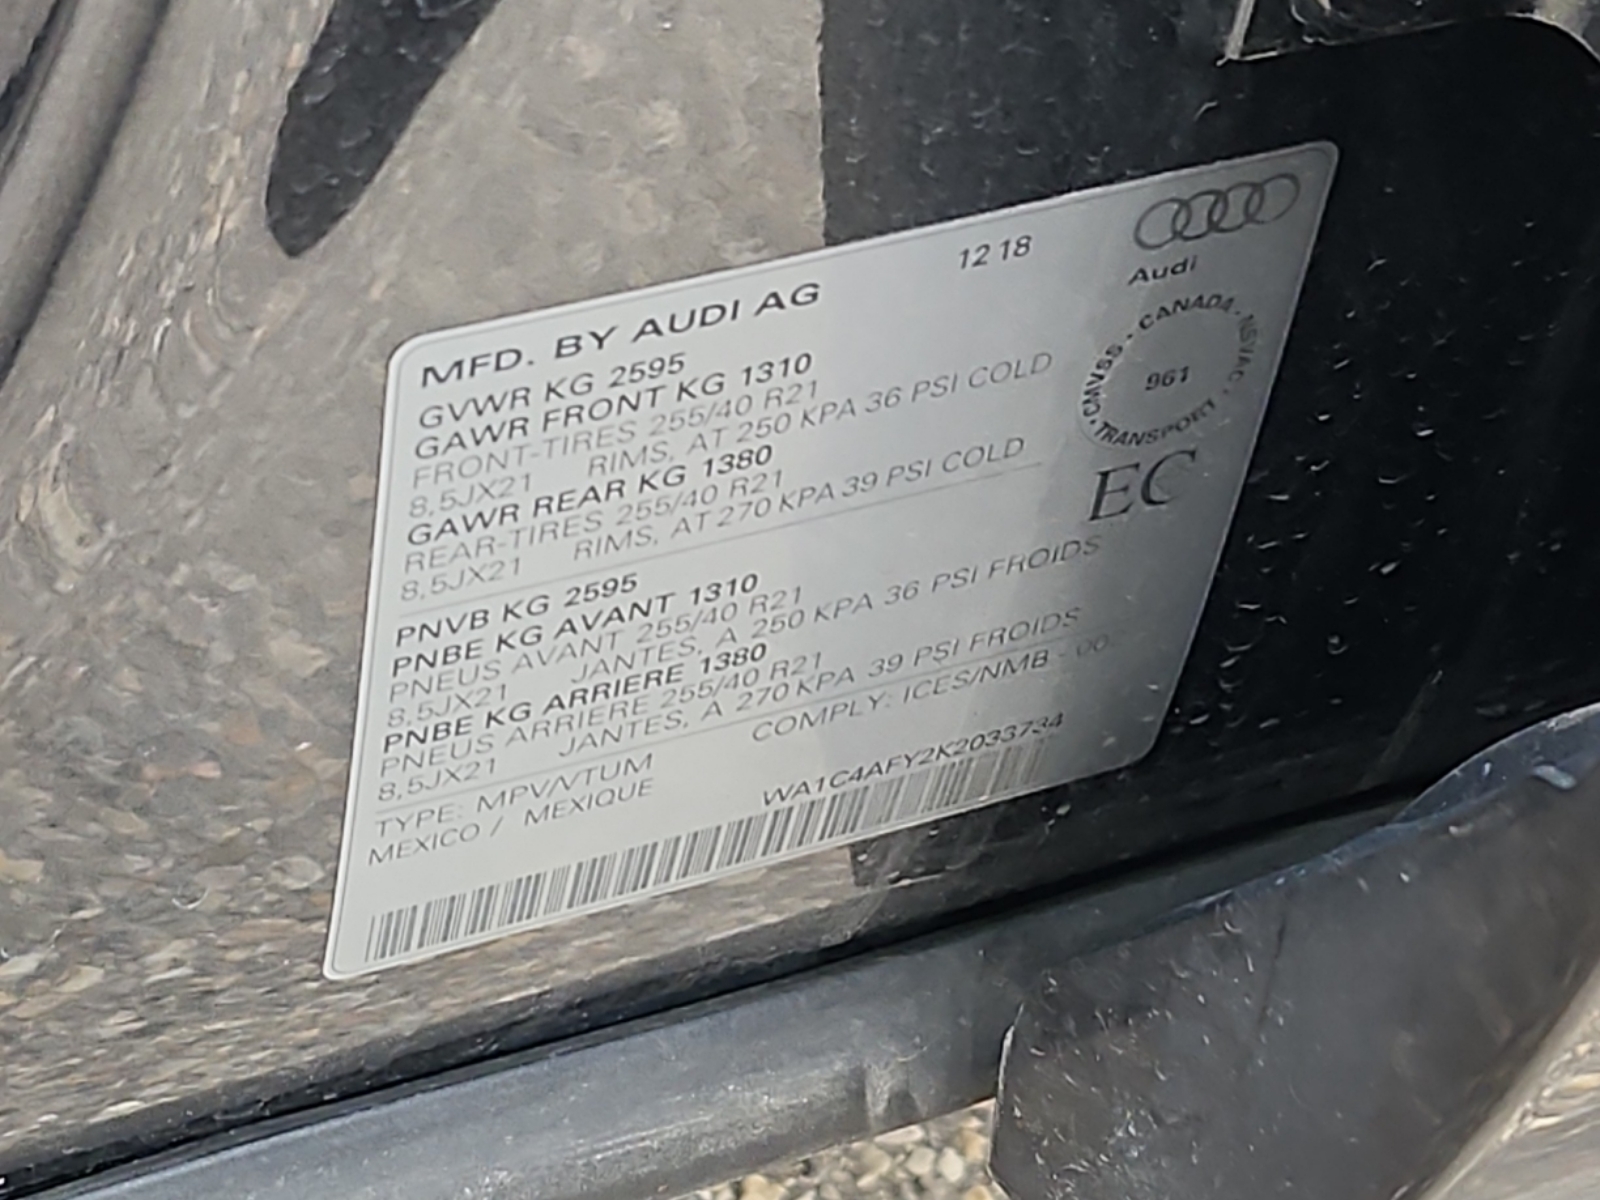 MFD. BY AUDI AG 12 18
GVWR KG 2595
GAWR FRONT KG 1310
FRONT-TIRES 255/40 R21
8,5JX21 RIMS, AT 250 KPA 36 PSI COLD
GAWR REAR KG 1380
REAR-TIRES 255/40 R21
8,5JX21 RIMS, AT 270 KPA 39 PSI COLD
PNVB KG 2595
PNBE KG AVANT 1310
PNEUS AVANT 255/40 R21
8,5JX21 JANTES, A 250 KPA 36 PSI FROIDS
PNBE KG ARRIERE 1380
PNEUS ARRIERE 255/40 R21
8,5JX21 JANTES, A 270 KPA 39 PSI FROIDS
TYPE: MPV/VTUM COMPLY: ICES/NMB - 00
MEXICO / MEXIQUE WA1C4AFY2K2033734
Audi
CMVSS - CANADA - NSVAC - TRANSPORT
961
EC